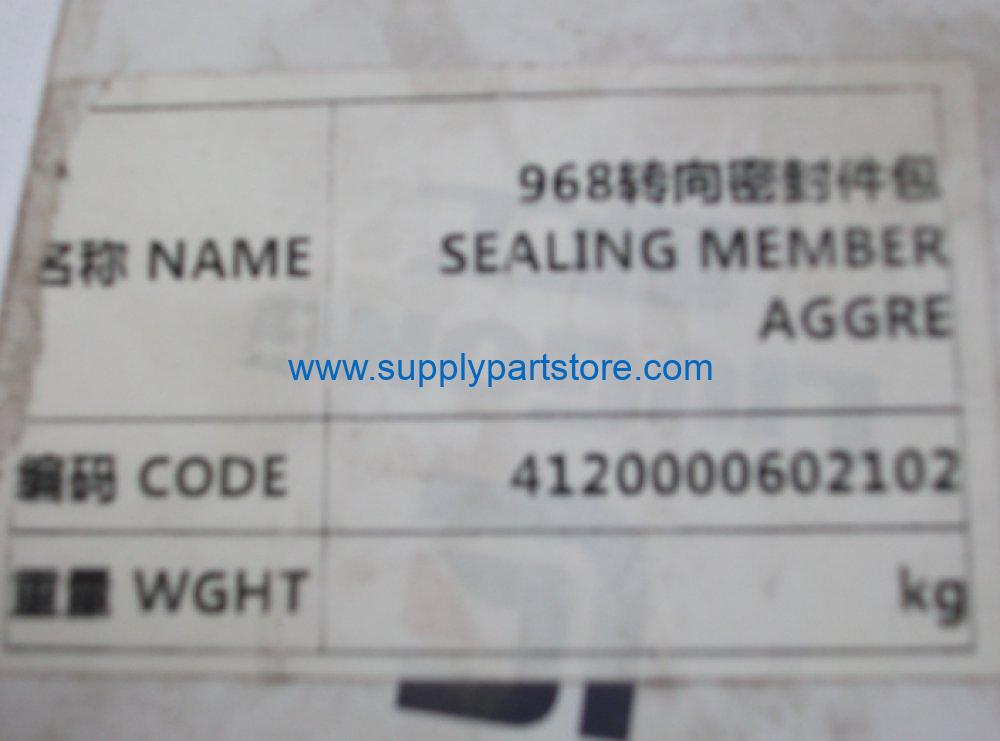 968转向密封件包
名称 NAME SEALING MEMBER
AGGRE
www.supplypartstore.com
编码 CODE 4120000602102
重量 WGHT kg